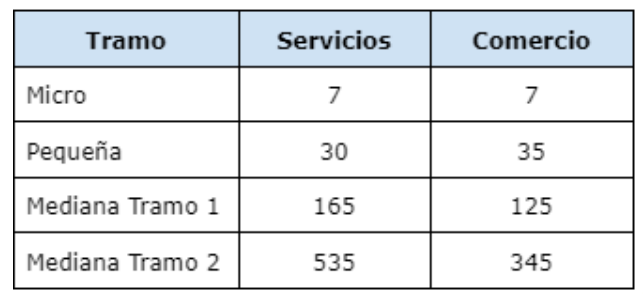 Tramo Servicios Comercio
Micro 7 7
Pequeña 30 35
Mediana Tramo 1 165 125
Mediana Tramo 2 535 345